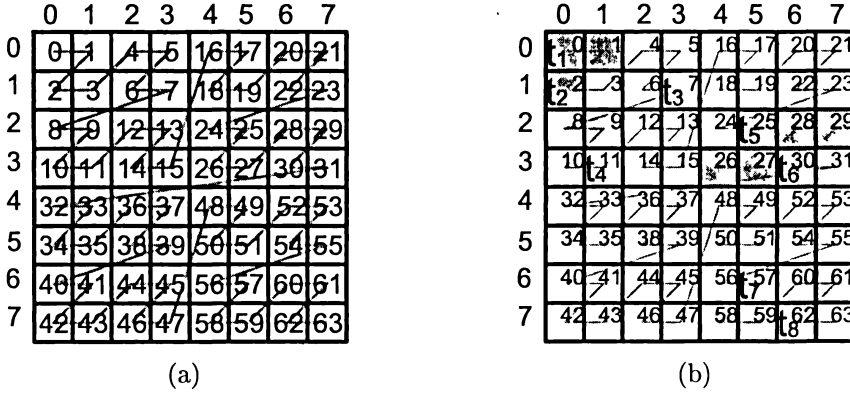 0 1 2 3 4 5 6 7
0 0 1 4 5 16 17 20 21
1 2 3 6 7 18 19 22 23
2 8 9 12 13 24 25 28 29
3 10 11 14 15 26 27 30 31
4 32 33 36 37 48 49 52 53
5 34 35 38 39 50 51 54 55
6 40 41 44 45 56 57 60 61
7 42 43 46 47 58 59 62 63
(a)
0 1 2 3 4 5 6 7
0 t1 0 1 4 5 16 17 20 21
1 t2 2 3 6 t3 7 18 19 22 23
2 8 9 12 13 24 t5 25 28 29
3 10 t4 11 14 15 26 27 t6 30 31
4 32 33 36 37 48 49 52 53
5 34 35 38 39 50 51 54 55
6 40 41 44 45 56 t7 57 60 61
7 42 43 46 47 58 59 t8 62 63
(b)